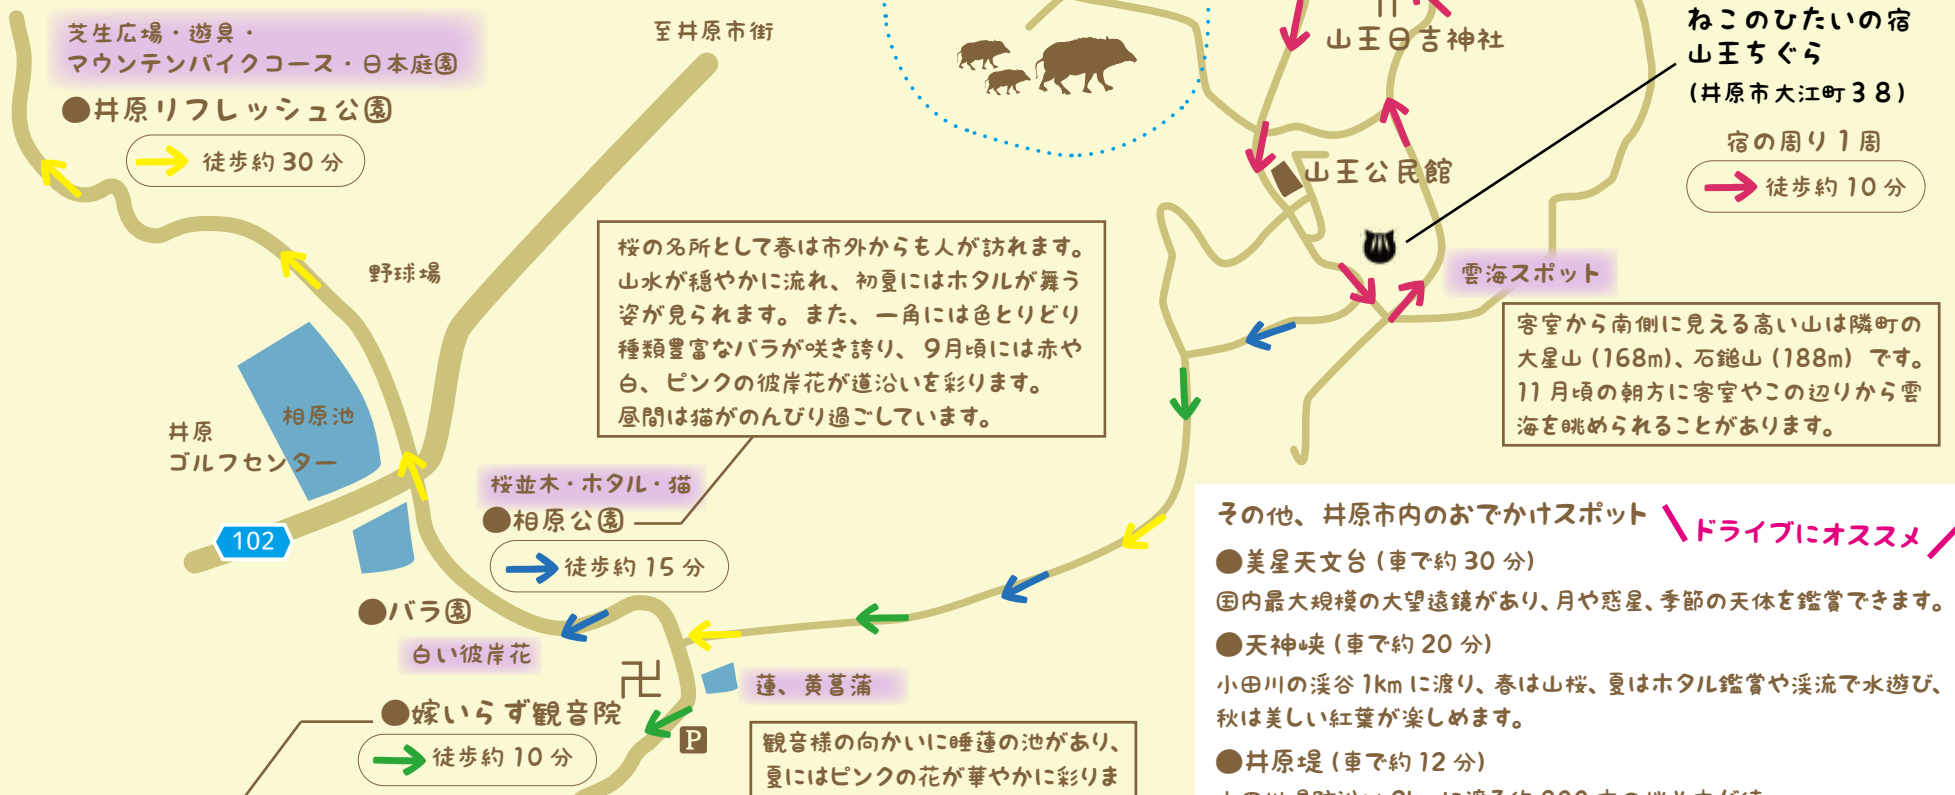 芝生広場・遊具・
マウンテンバイクコース・日本庭園
●井原リフレッシュ公園
徒歩約30分
至井原市街
山王日吉神社
ねこのひたいの宿
山王ちぐら
(井原市大江町38)
宿の周り1周
徒歩約10分
山王公民館
雲海スポット
客室から南側に見える高い山は隣町の
大星山(168m)、石鎚山(188m)です。
11月頃の朝方に客室やこの辺りから雲
海を眺められることがあります。
野球場
桜の名所として春は市外からも人が訪れます。
山水が穏やかに流れ、初夏にはホタルが舞う
姿が見られます。また、一角には色とりどり
種類豊富なバラが咲き誇り、9月頃には赤や
白、ピンクの彼岸花が道沿いを彩ります。
昼間は猫がのんびり過ごしています。
相原池
井原
ゴルフセンター
102
桜並木・ホタル・猫
●相原公園
徒歩約15分
●バラ園
白い彼岸花
卍
蓮、黄菖蒲
●嫁いらず観音院
徒歩約10分
P
観音様の向かいに睡蓮の池があり、
夏にはピンクの花が華やかに彩りま
その他、井原市内のおでかけスポット
\ドライブにオススメ/
●美星天文台(車で約30分)
国内最大規模の大望遠鏡があり、月や惑星、季節の天体を鑑賞できます。
●天神峡(車で約20分)
小田川の渓谷1kmに渡り、春は山桜、夏はホタル鑑賞や渓流で水遊び、
秋は美しい紅葉が楽しめます。
●井原堤(車で約12分)